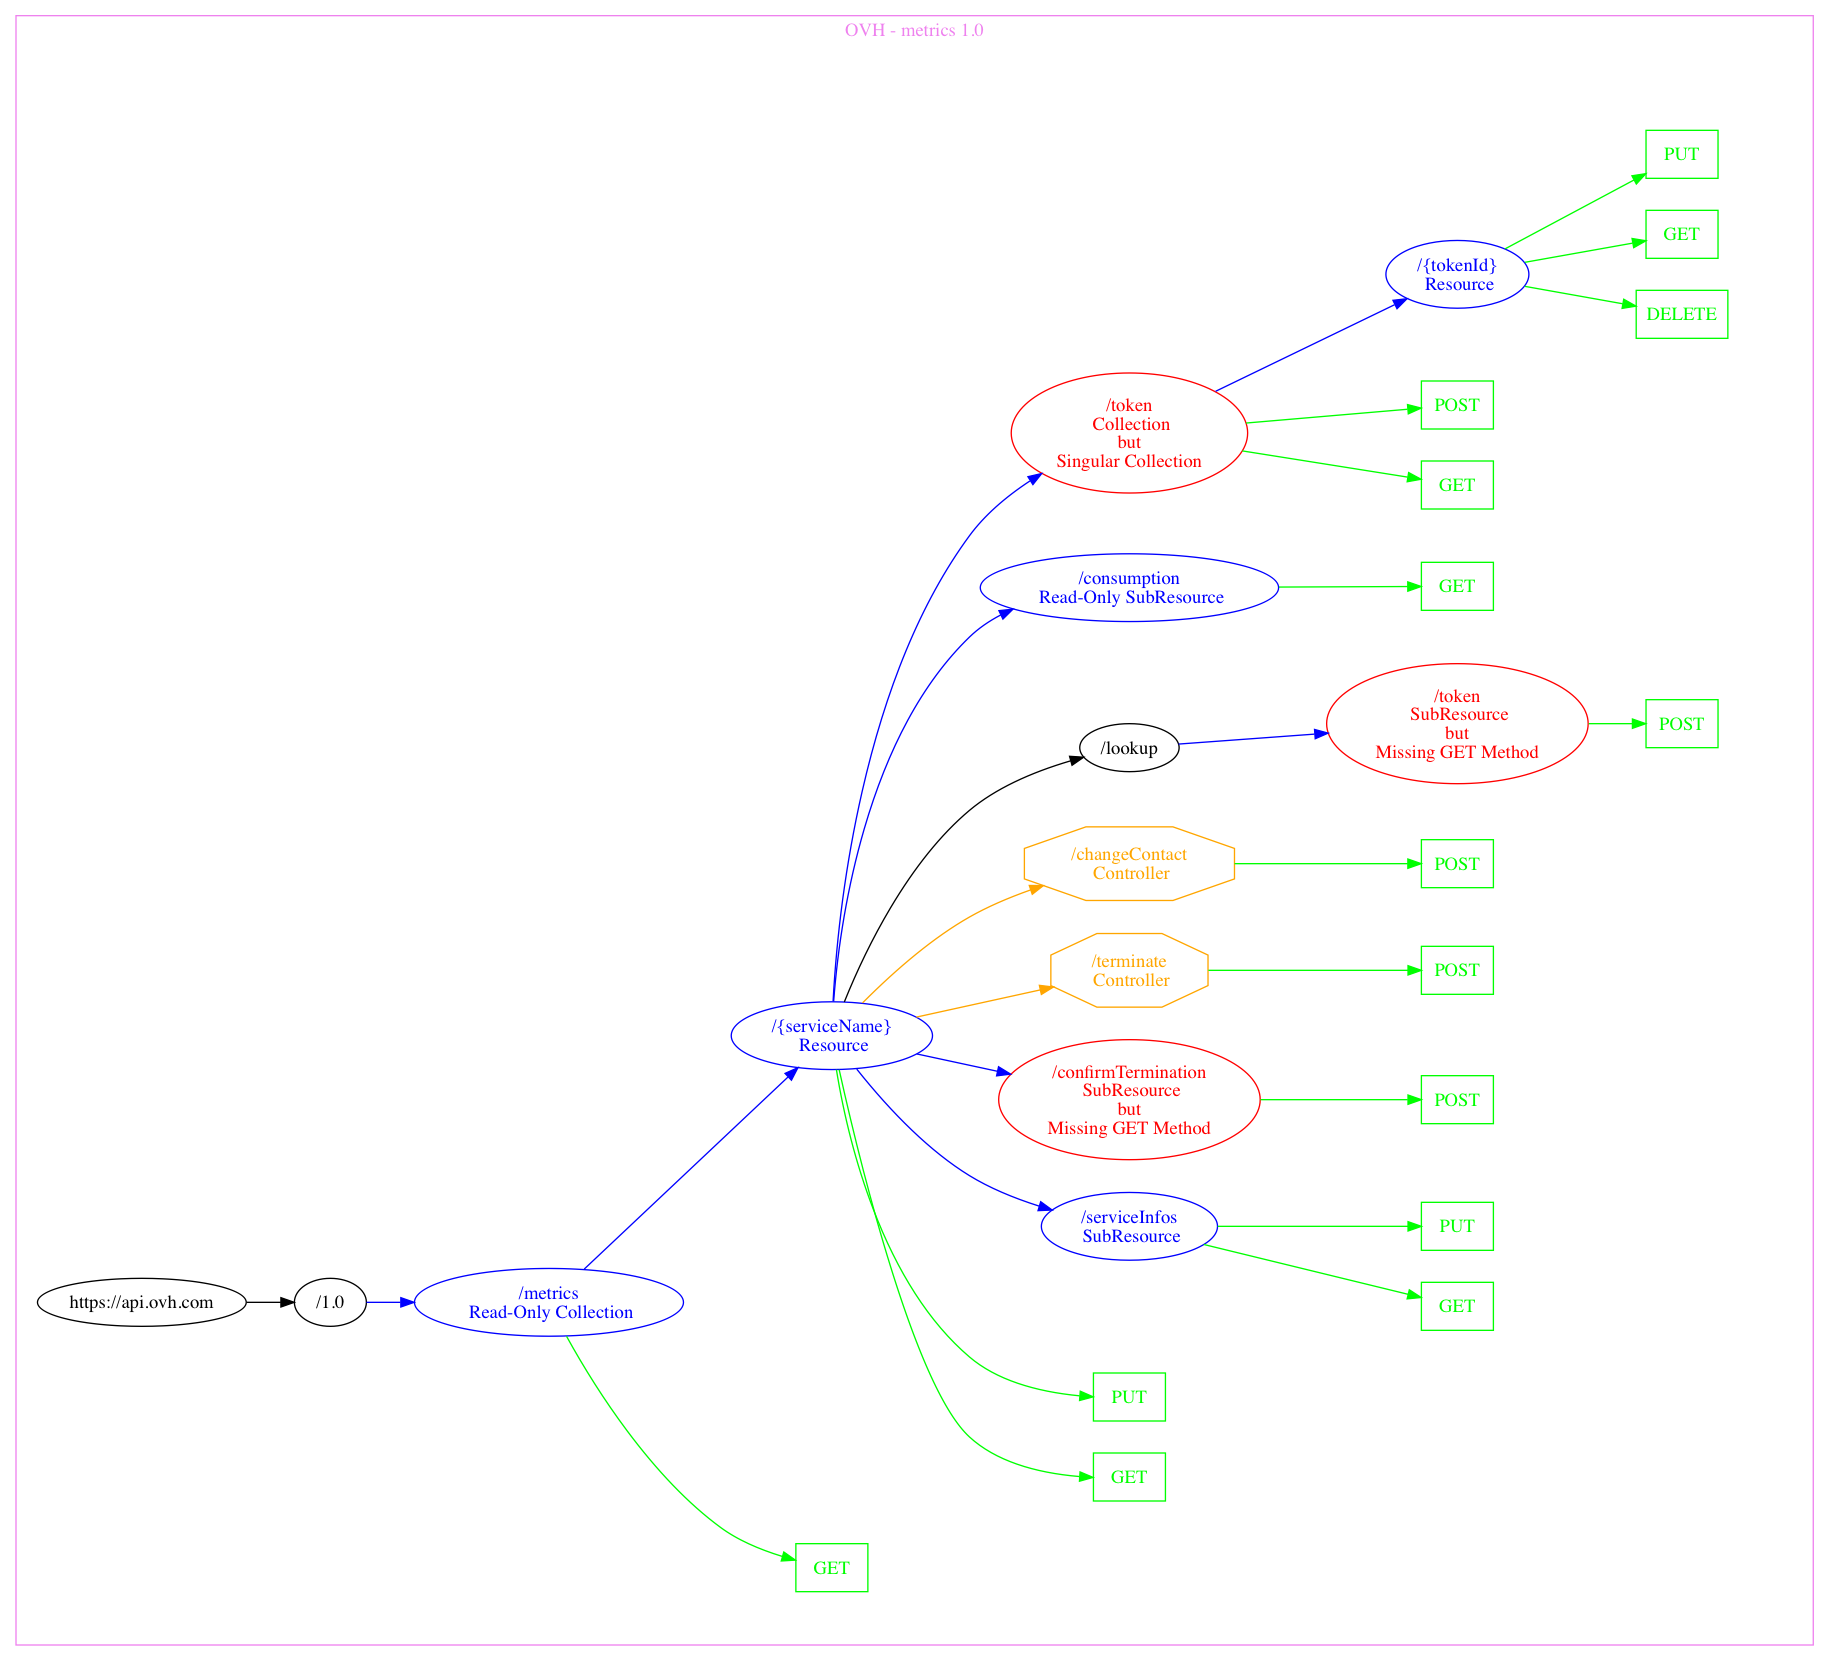 OVH - metrics 1.0
PUT
GET
/{tokenId}
Resource
DELETE
/token
Collection
but
Singular Collection
POST
GET
/consumption
Read-Only SubResource
GET
/token
SubResource
but
Missing GET Method
POST
/lookup
/changeContact
Controller
POST
/terminate
Controller
POST
/{serviceName}
Resource
/confirmTermination
SubResource
but
Missing GET Method
POST
/serviceInfos
SubResource
PUT
GET
https://api.ovh.com
/1.0
/metrics
Read-Only Collection
PUT
GET
GET